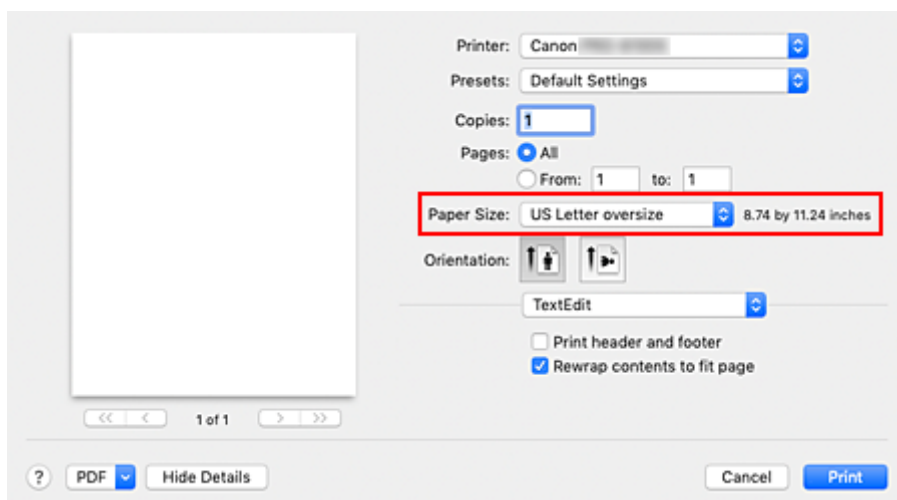 Printer: Canon
Presets: Default Settings
Copies: 1
Pages: All
From: 1 to: 1
Paper Size: US Letter oversize 8.74 by 11.24 inches
Orientation:
TextEdit
Print header and footer
Rewrap contents to fit page
<< < 1 of 1 > >>
? PDF Hide Details Cancel Print